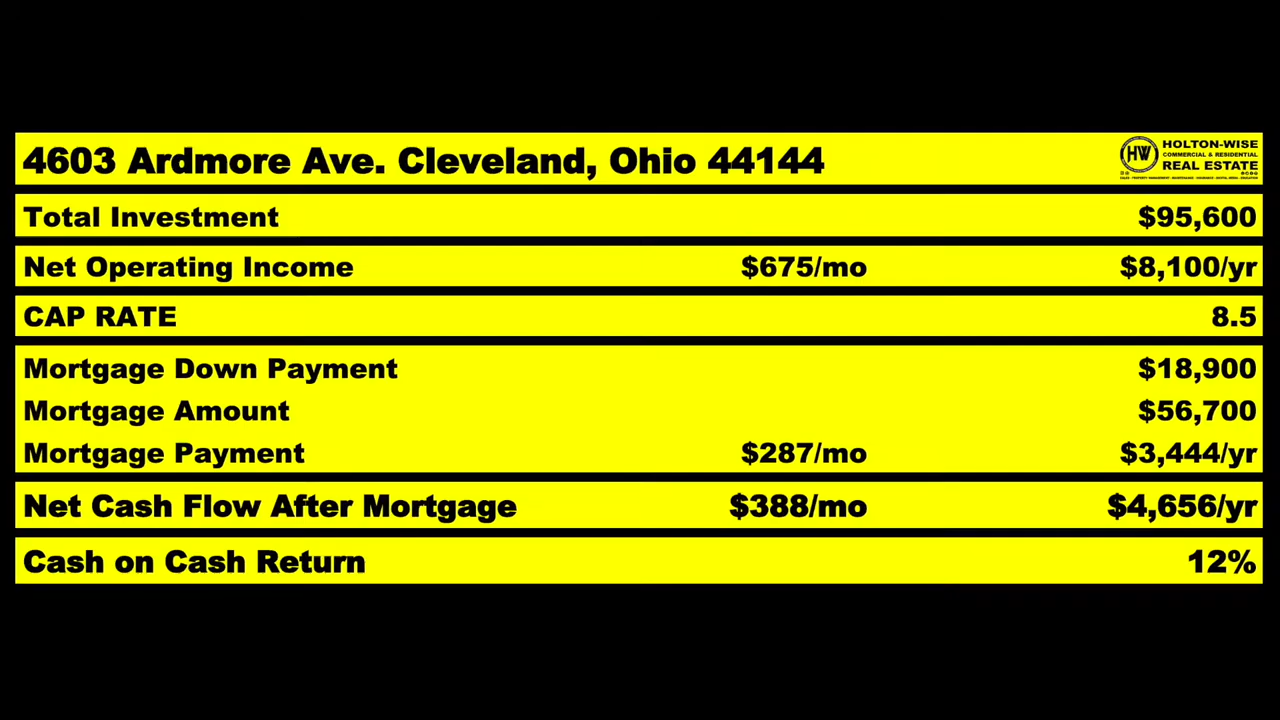 4603 Ardmore Ave. Cleveland, Ohio 44144
HW
HOLTON-WISE
COMMERCIAL & RESIDENTIAL
REAL ESTATE
Total Investment $95,600
Net Operating Income $675/mo $8,100/yr
CAP RATE 8.5
Mortgage Down Payment $18,900
Mortgage Amount $56,700
Mortgage Payment $287/mo $3,444/yr
Net Cash Flow After Mortgage $388/mo $4,656/yr
Cash on Cash Return 12%